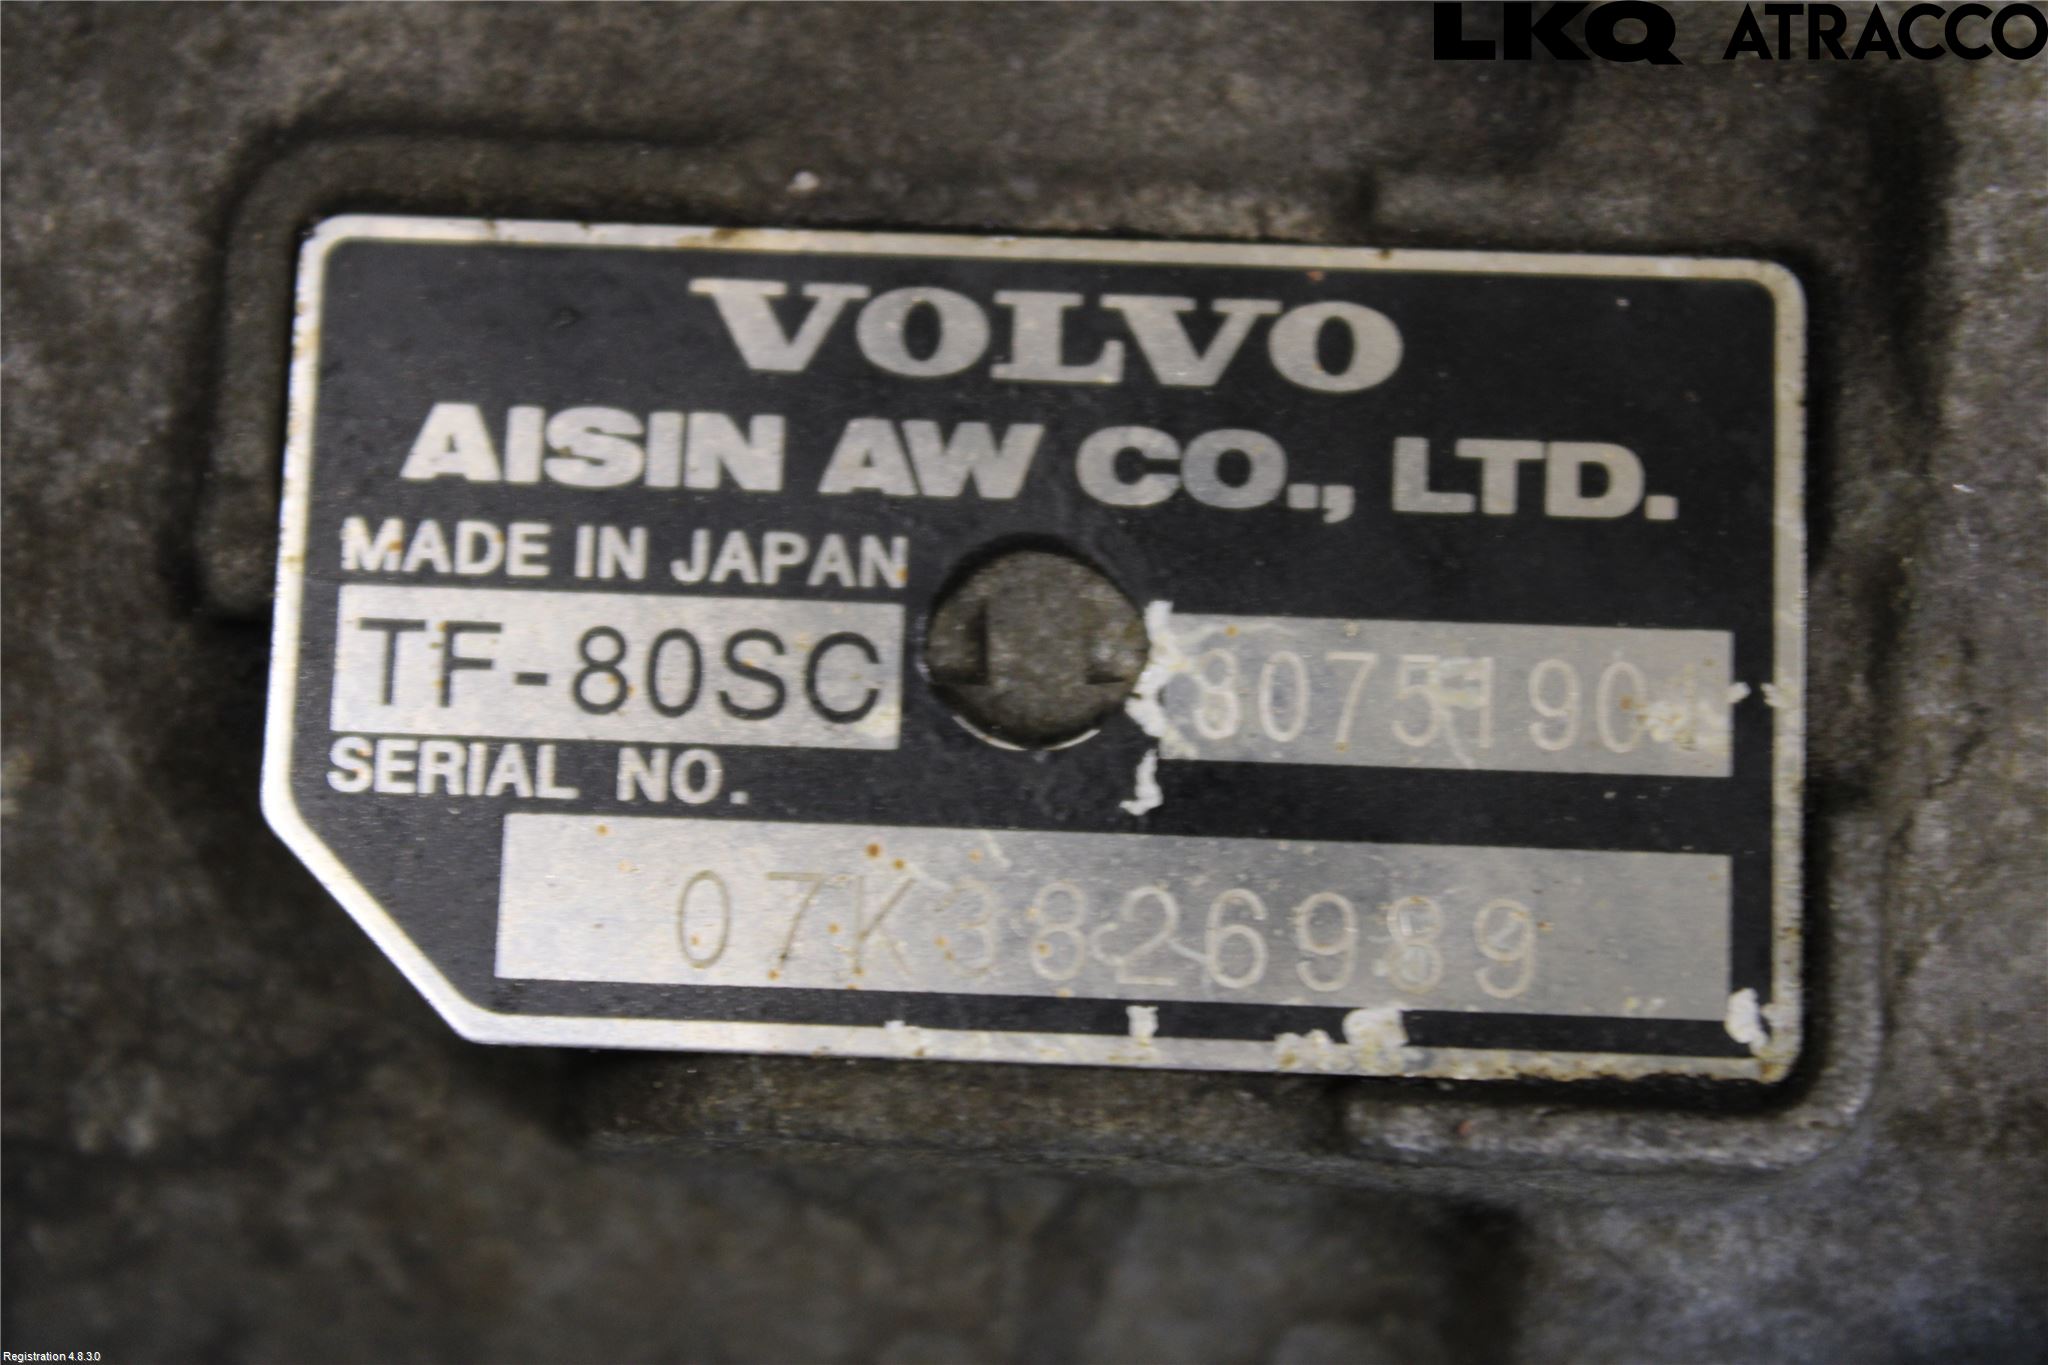 LKQ ATRACCO
VOLVO
AISIN AW CO., LTD.
MADE IN JAPAN
TF-80SC
SERIAL NO.
07K3826989
Registration 4.8.3.0